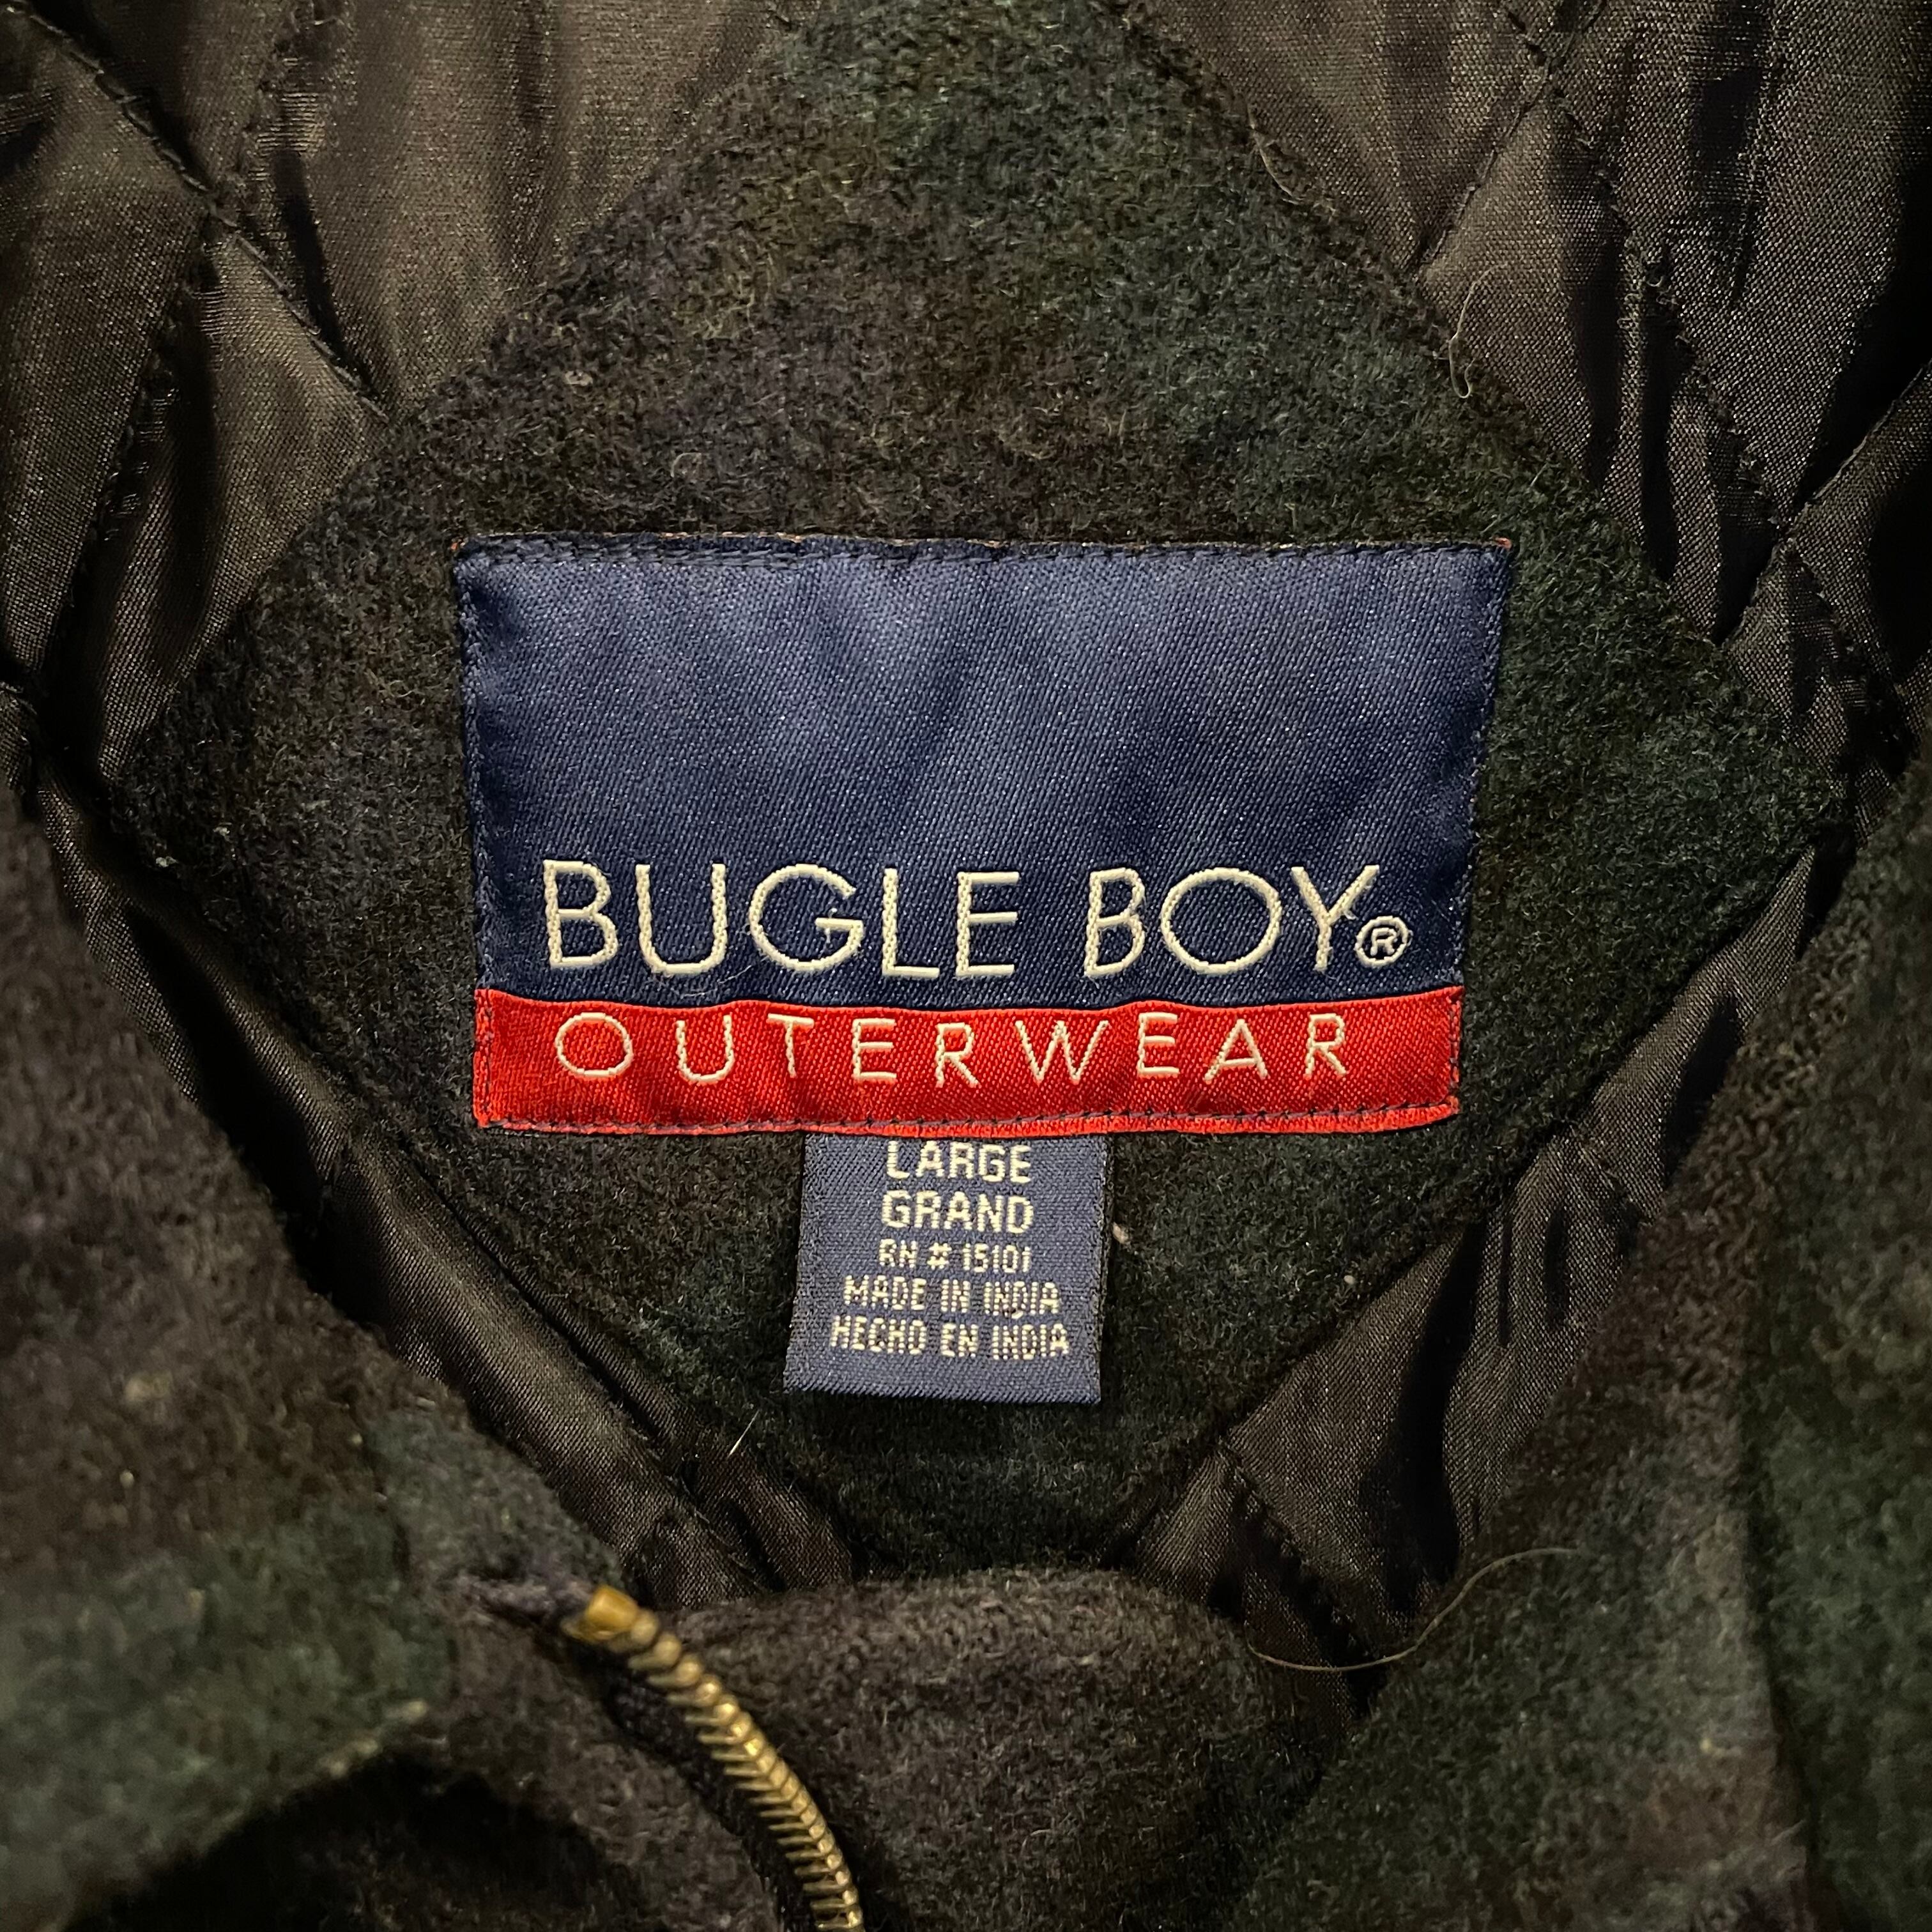 BUGLE BOY®
OUTERWEAR
LARGE
GRAND
RN # 15101
MADE IN INDIA
HECHO EN INDIA